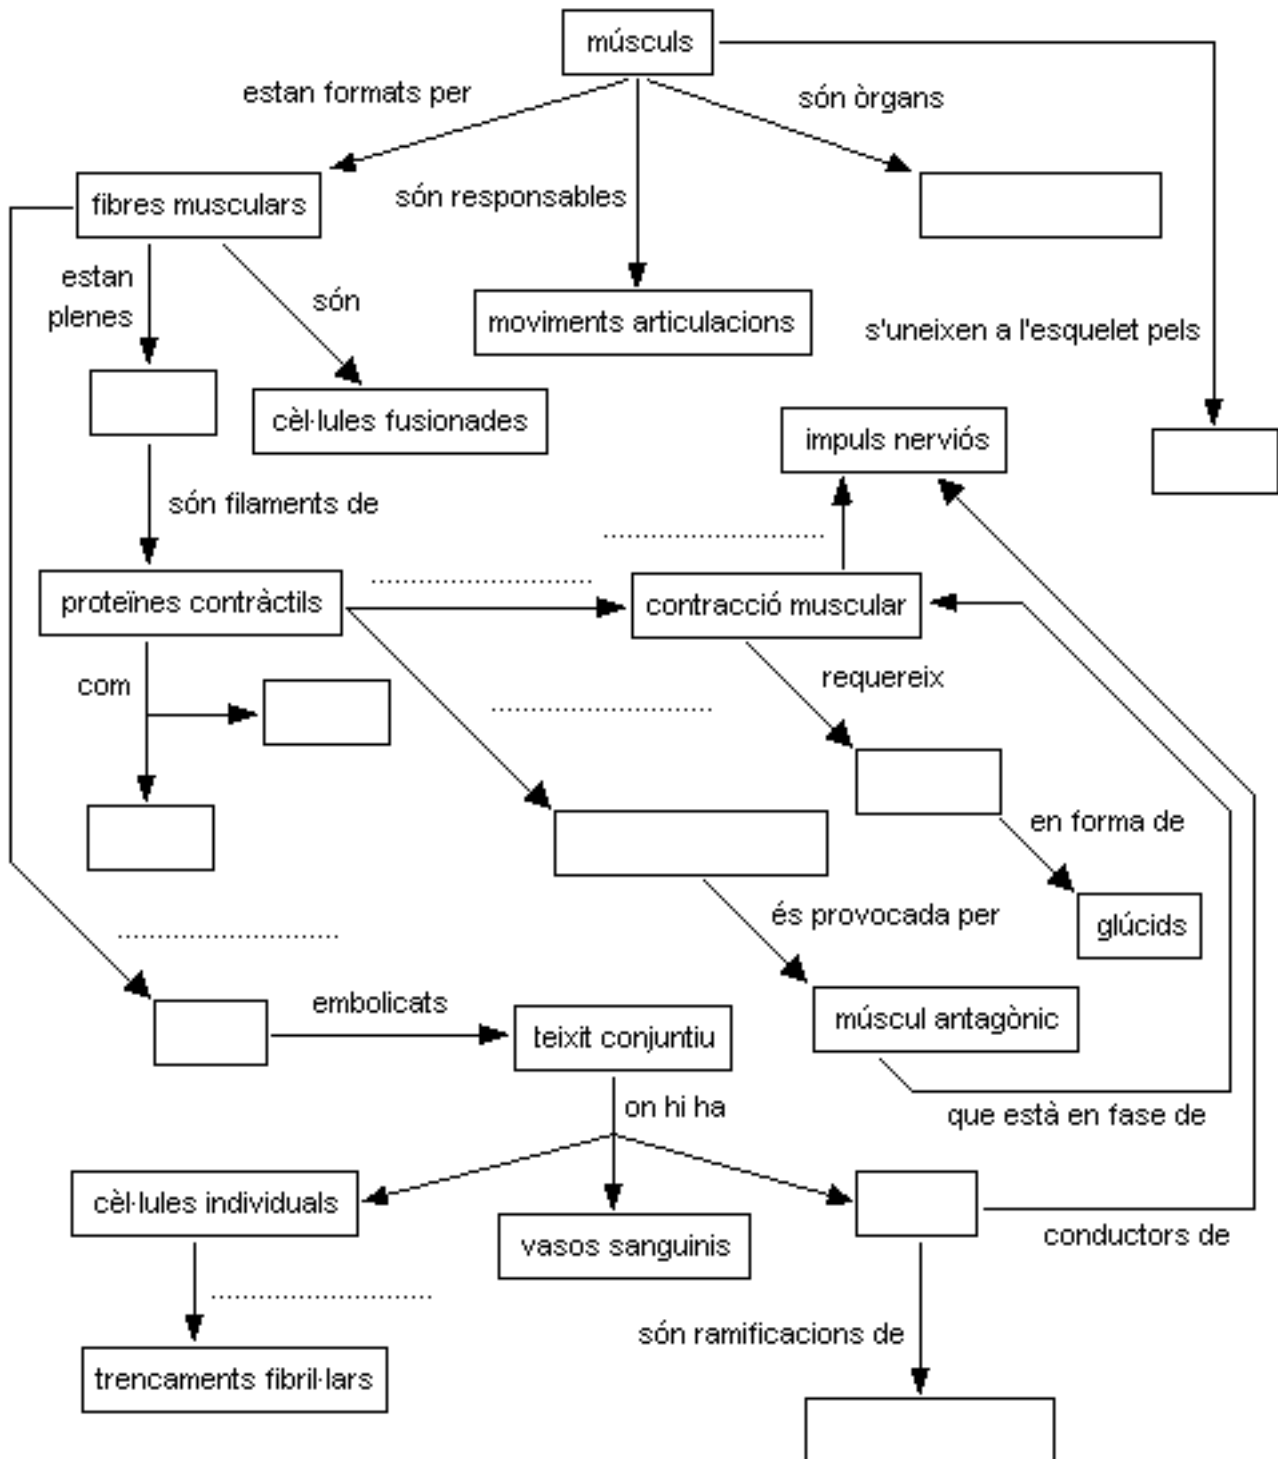 músculs
estan formats per
són òrgans
fibres musculars
són responsables
estan
plenes
són
moviments articulacions
s'uneixen a l'esquelet pels
cèl·lules fusionades
impuls nerviós
són filaments de
proteïnes contràctils
contracció muscular
com
requereix
en forma de
és provocada per
glúcids
embolicats
teixit conjuntiu
múscul antagònic
on hi ha
que està en fase de
cèl·lules individuals
vasos sanguinis
conductors de
són ramificacions de
trencaments fibril·lars